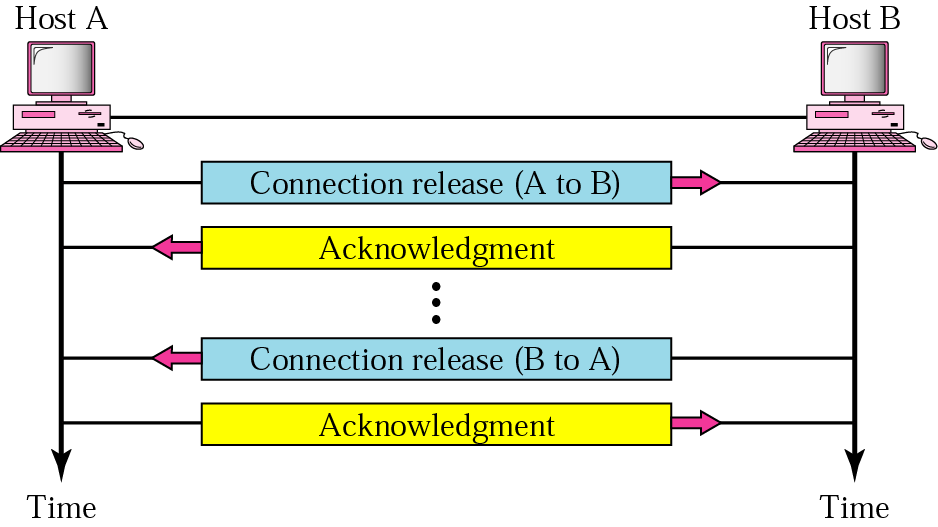 Host A
Host B
Connection release (A to B)
Acknowledgment
Connection release (B to A)
Acknowledgment
Time
Time